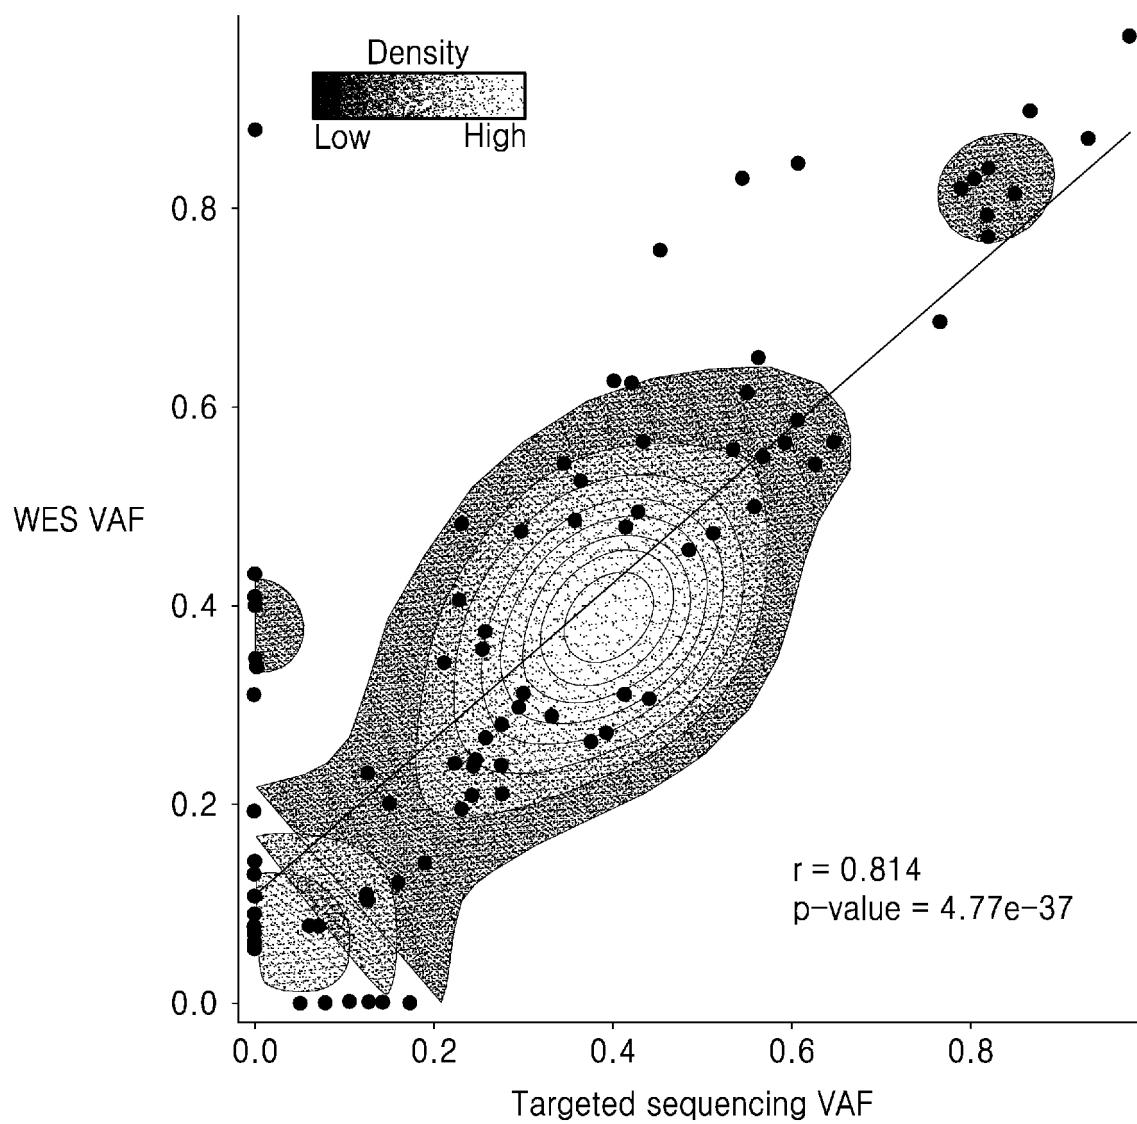 Density
Low High
0.8
0.6
WES VAF
0.4
0.2
r = 0.814
p-value = 4.77e-37
0.0
0.0 0.2 0.4 0.6 0.8
Targeted sequencing VAF